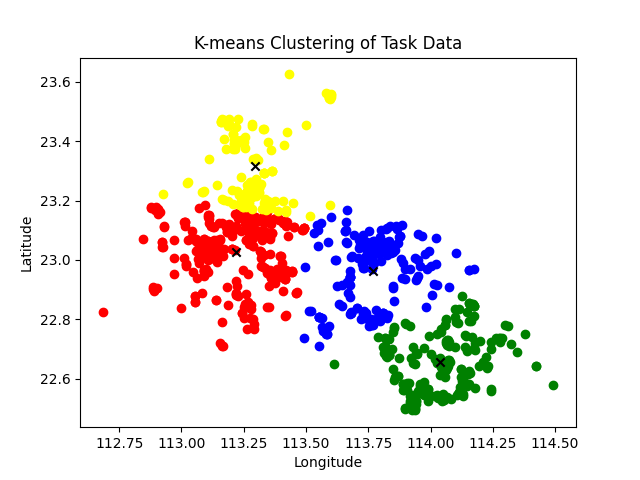 K-means Clustering of Task Data
23.6
23.4
23.2
23.0
22.8
22.6
Latitude
112.75 113.00 113.25 113.50 113.75 114.00 114.25 114.50
Longitude